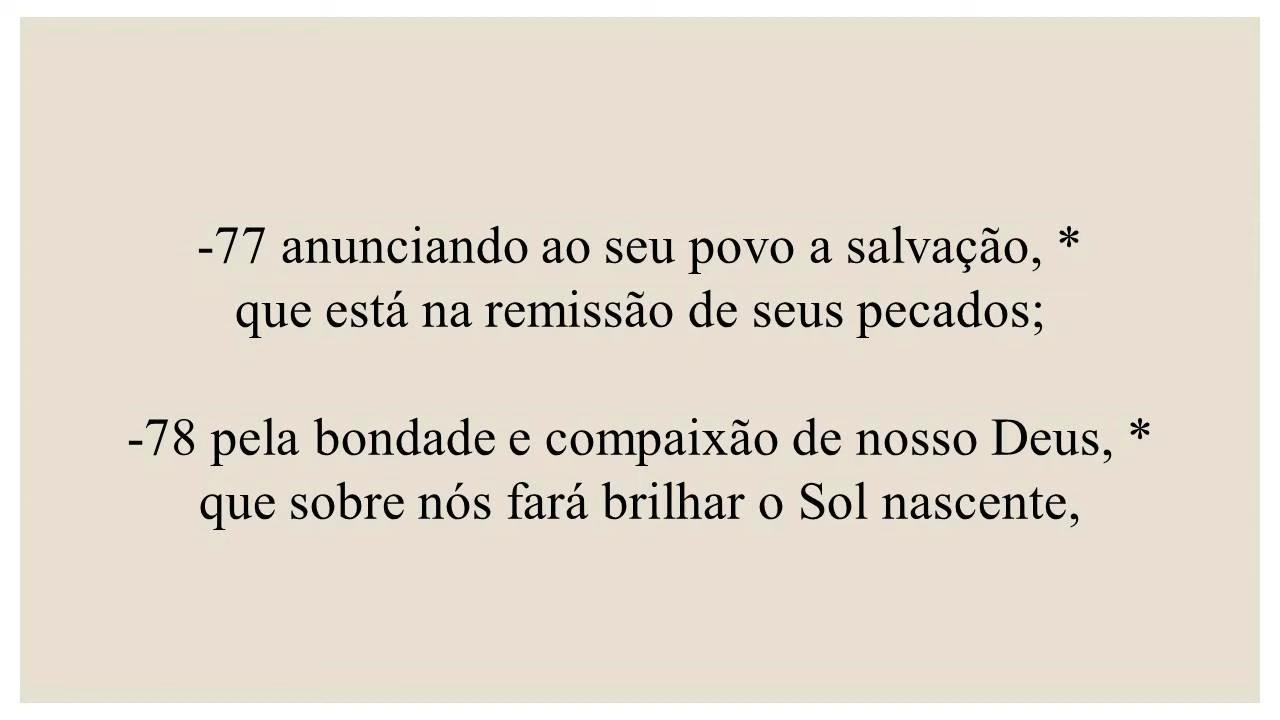 -77 anunciando ao seu povo a salvação, *
que está na remissão de seus pecados;
-78 pela bondade e compaixão de nosso Deus, *
que sobre nós fará brilhar o Sol nascente,